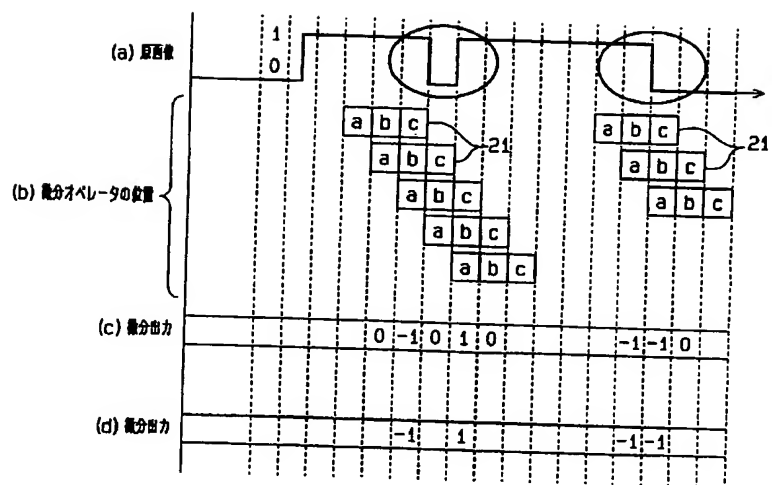 (a) 原画像
1
0
a b c
21
a b c
a b c
a b c
a b c
a b c
21
a b c
a b c
(b) 微分オペレータの位置
(c) 微分出力
0 -1 0 1 0
-1 -1 0
(d) 微分出力
-1 1
-1 -1